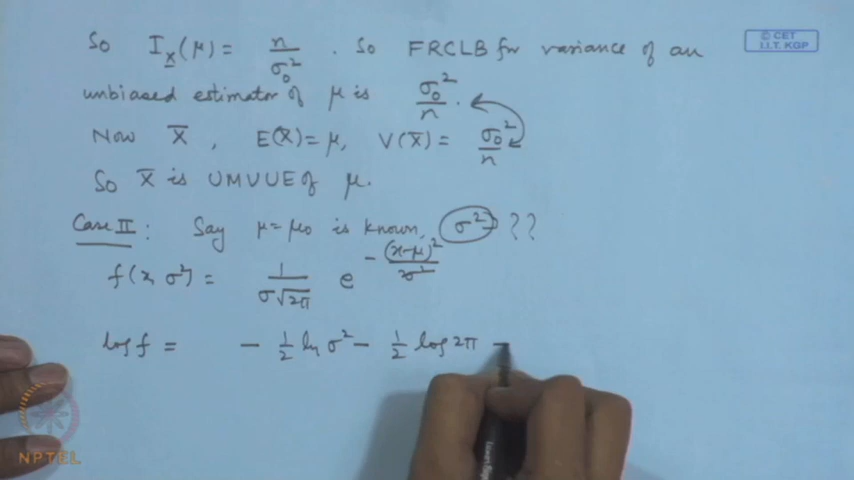 So I_X(μ) = n/σ₀² . So FRCLB for variance of an
© CET
I.I.T. KGP
unbiased estimator of μ is σ₀²/n .
Now X̄ , E(X̄) = μ, V(X̄) = σ₀²/n
So X̄ is UMVUE of μ.
Case II : Say μ = μ₀ is known, σ² → ??
f(x, σ²) = 1/(σ√2π) e^{-(x-μ)²/2σ²}
log f = - 1/2 ln σ² - 1/2 log 2π -
NPTEL